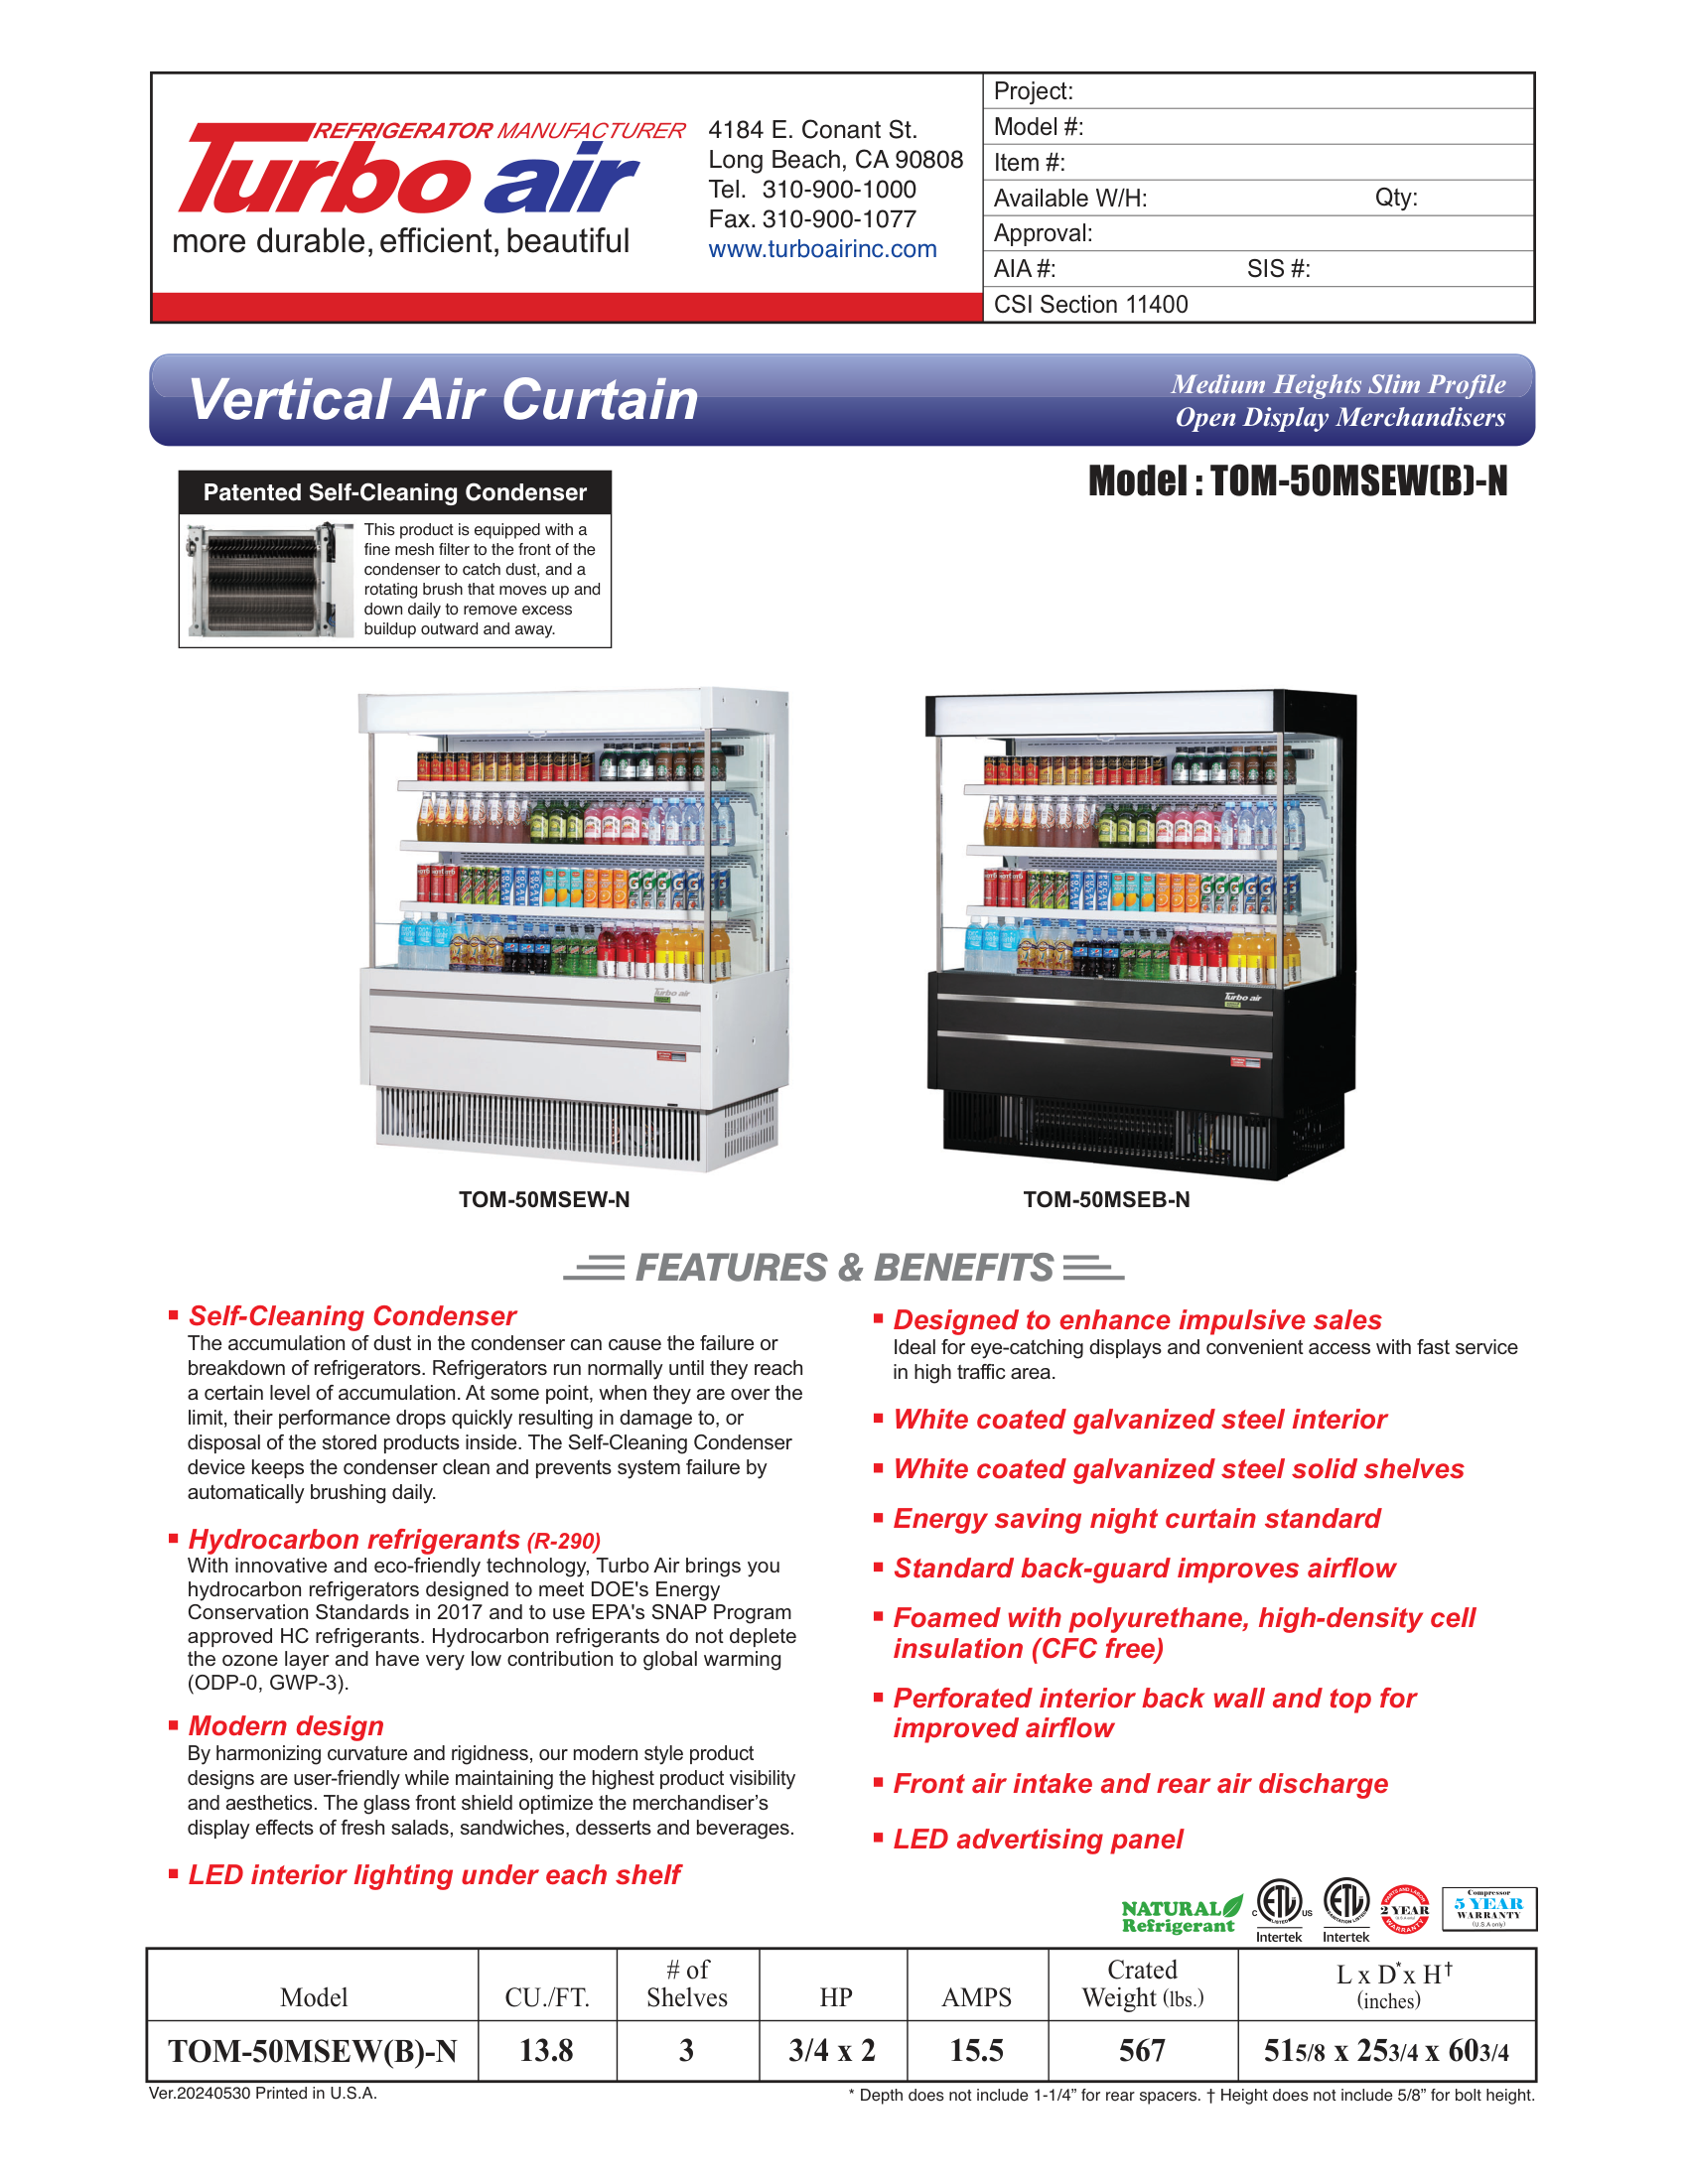 REFRIGERATOR MANUFACTURER
Turbo air
more durable, efficient, beautiful
4184 E. Conant St.
Long Beach, CA 90808
Tel. 310-900-1000
Fax. 310-900-1077
www.turboairinc.com
Project:
Model #:
Item #:
Available W/H: Qty:
Approval:
AIA #: SIS #:
CSI Section 11400
Vertical Air Curtain
Medium Heights Slim Profile
Open Display Merchandisers
Model : TOM-50MSEW(B)-N
Patented Self-Cleaning Condenser
This product is equipped with a
fine mesh filter to the front of the
condenser to catch dust, and a
rotating brush that moves up and
down daily to remove excess
buildup outward and away.
Turbo air
Turbo air
TOM-50MSEW-N
TOM-50MSEB-N
FEATURES & BENEFITS
Self-Cleaning Condenser
The accumulation of dust in the condenser can cause the failure or
breakdown of refrigerators. Refrigerators run normally until they reach
a certain level of accumulation. At some point, when they are over the
limit, their performance drops quickly resulting in damage to, or
disposal of the stored products inside. The Self-Cleaning Condenser
device keeps the condenser clean and prevents system failure by
automatically brushing daily.
Hydrocarbon refrigerants (R-290)
With innovative and eco-friendly technology, Turbo Air brings you
hydrocarbon refrigerators designed to meet DOE's Energy
Conservation Standards in 2017 and to use EPA's SNAP Program
approved HC refrigerants. Hydrocarbon refrigerants do not deplete
the ozone layer and have very low contribution to global warming
(ODP-0, GWP-3).
Modern design
By harmonizing curvature and rigidness, our modern style product
designs are user-friendly while maintaining the highest product visibility
and aesthetics. The glass front shield optimize the merchandiser’s
display effects of fresh salads, sandwiches, desserts and beverages.
LED interior lighting under each shelf
Designed to enhance impulsive sales
Ideal for eye-catching displays and convenient access with fast service
in high traffic area.
White coated galvanized steel interior
White coated galvanized steel solid shelves
Energy saving night curtain standard
Standard back-guard improves airflow
Foamed with polyurethane, high-density cell
insulation (CFC free)
Perforated interior back wall and top for
improved airflow
Front air intake and rear air discharge
LED advertising panel
NATURAL
Refrigerant
C ETL US
LISTED
Intertek
ETL
SANITATION LISTED
Intertek
PARTS AND LABOR
2 YEAR
(U.S.A only)
WARRANTY
Compressor
5 YEAR
WARRANTY
(U.S.A only)
Model CU./FT. # of Shelves HP AMPS Crated Weight (lbs.) L x D* x H† (inches)
TOM-50MSEW(B)-N 13.8 3 3/4 x 2 15.5 567 515/8 x 253/4 x 603/4
Ver.20240530 Printed in U.S.A.
* Depth does not include 1-1/4” for rear spacers. † Height does not include 5/8” for bolt height.